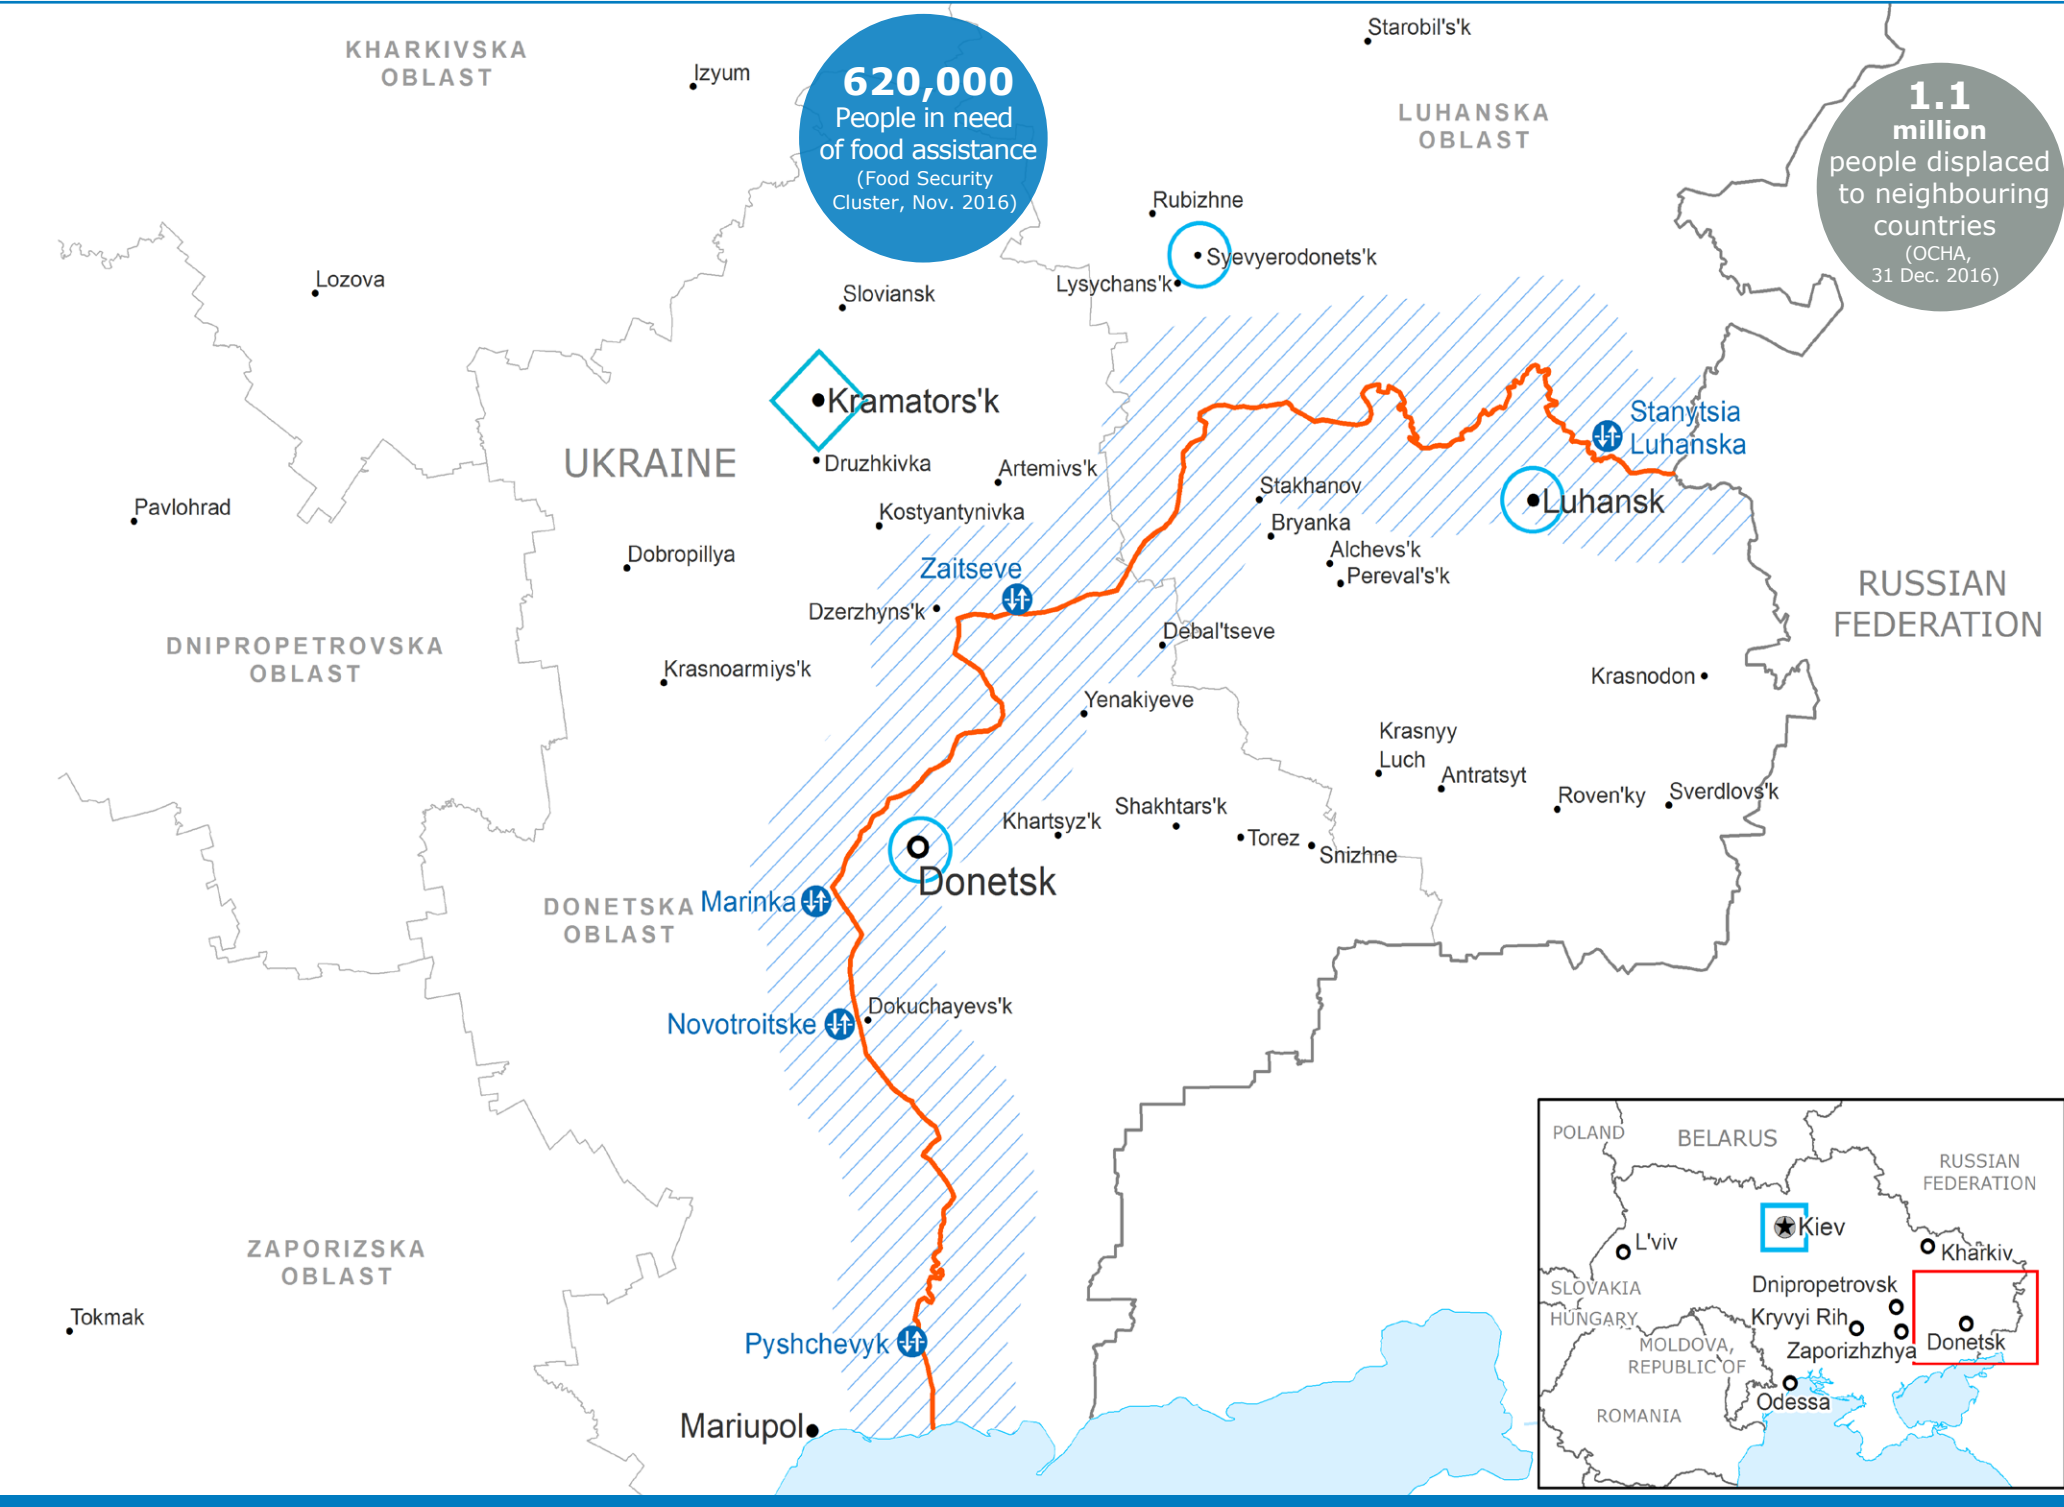 KHARKIVSKA
OBLAST
Izyum
620,000
People in need
of food assistance
(Food Security
Cluster, Nov. 2016)
Starobil's'k
LUHANSKA
OBLAST
1.1
million
people displaced
to neighbouring
countries
(OCHA,
31 Dec. 2016)
Rubizhne
Syevyerodonets'k
Lysychans'k
Lozova
Sloviansk
Kramators'k
UKRAINE
Druzhkivka
Artemivs'k
Kostyantynivka
Stanytsia
Luhanska
Stakhanov
Luhansk
Bryanka
Alchevs'k
Pereval's'k
Pavlohrad
Dobropillya
Zaitseve
Dzerzhyns'k
Debal'tseve
RUSSIAN
FEDERATION
DNIPROPETROVSKA
OBLAST
Krasnoarmiys'k
Yenakiyeve
Krasnodon
Krasnyy
Luch
Antratsyt
Roven'ky
Sverdlovs'k
Khartsyz'k
Shakhtars'k
Torez
Snizhne
Donetsk
DONETSKA
OBLAST
Marinka
Novotroitske
Dokuchayevs'k
ZAPORIZSKA
OBLAST
Tokmak
Pyshchevyk
Mariupol
POLAND
BELARUS
RUSSIAN
FEDERATION
Kiev
L'viv
Kharkiv
SLOVAKIA
Dnipropetrovsk
HUNGARY
Kryvyi Rih
MOLDOVA,
REPUBLIC OF
Zaporizhzhya
Donetsk
Odessa
ROMANIA